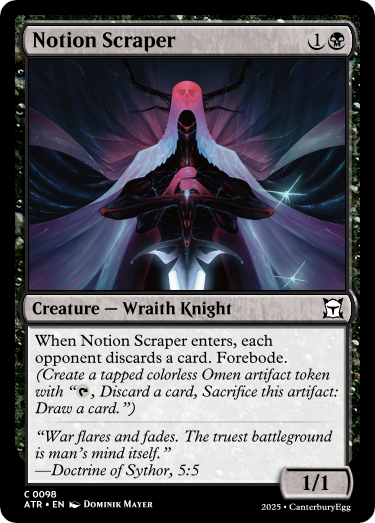 Notion Scraper 1
Creature — Wraith Knight
When Notion Scraper enters, each
opponent discards a card. Forebode.
(Create a tapped colorless Omen artifact token
with “, Discard a card, Sacrifice this artifact:
Draw a card.”)
“War flares and fades. The truest battleground
is man’s mind itself.”
—Doctrine of Sythor, 5:5
1/1
C 0098
ATR • EN Dominik Mayer
2025 • CanterburyEgg